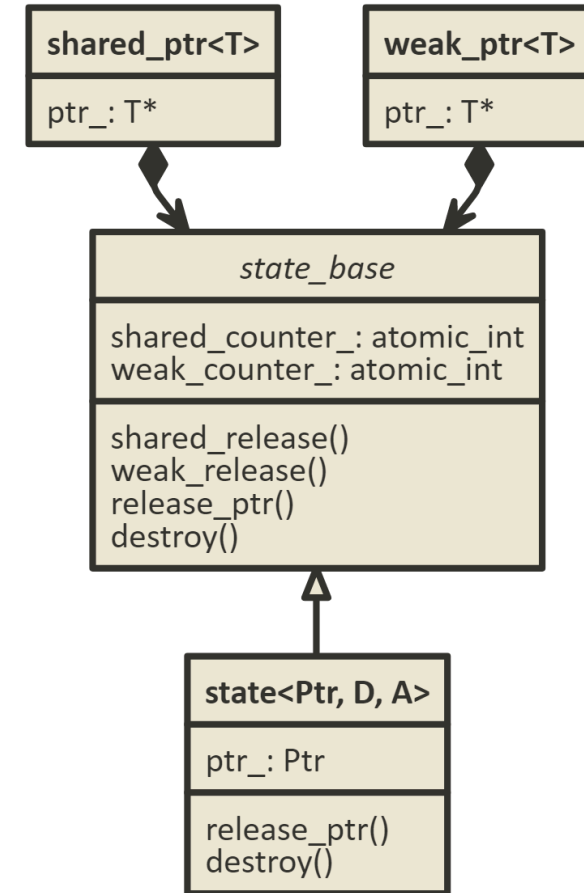 shared_ptr<T>
ptr_: T*
weak_ptr<T>
ptr_: T*
state_base
shared_counter_: atomic_int
weak_counter_: atomic_int
shared_release()
weak_release()
release_ptr()
destroy()
state<Ptr, D, A>
ptr_: Ptr
release_ptr()
destroy()